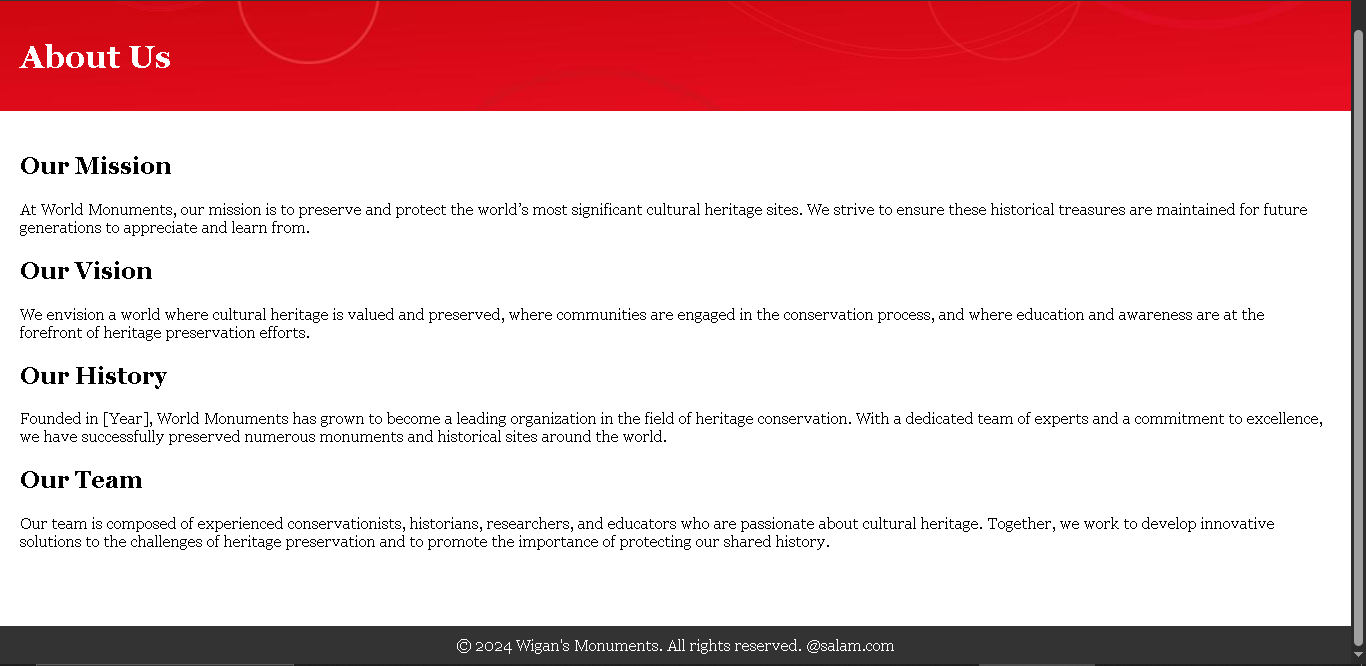 About Us
Our Mission
At World Monuments, our mission is to preserve and protect the world’s most significant cultural heritage sites. We strive to ensure these historical treasures are maintained for future
generations to appreciate and learn from.
Our Vision
We envision a world where cultural heritage is valued and preserved, where communities are engaged in the conservation process, and where education and awareness are at the
forefront of heritage preservation efforts.
Our History
Founded in [Year], World Monuments has grown to become a leading organization in the field of heritage conservation. With a dedicated team of experts and a commitment to excellence,
we have successfully preserved numerous monuments and historical sites around the world.
Our Team
Our team is composed of experienced conservationists, historians, researchers, and educators who are passionate about cultural heritage. Together, we work to develop innovative
solutions to the challenges of heritage preservation and to promote the importance of protecting our shared history.
© 2024 Wigan's Monuments. All rights reserved. @salam.com